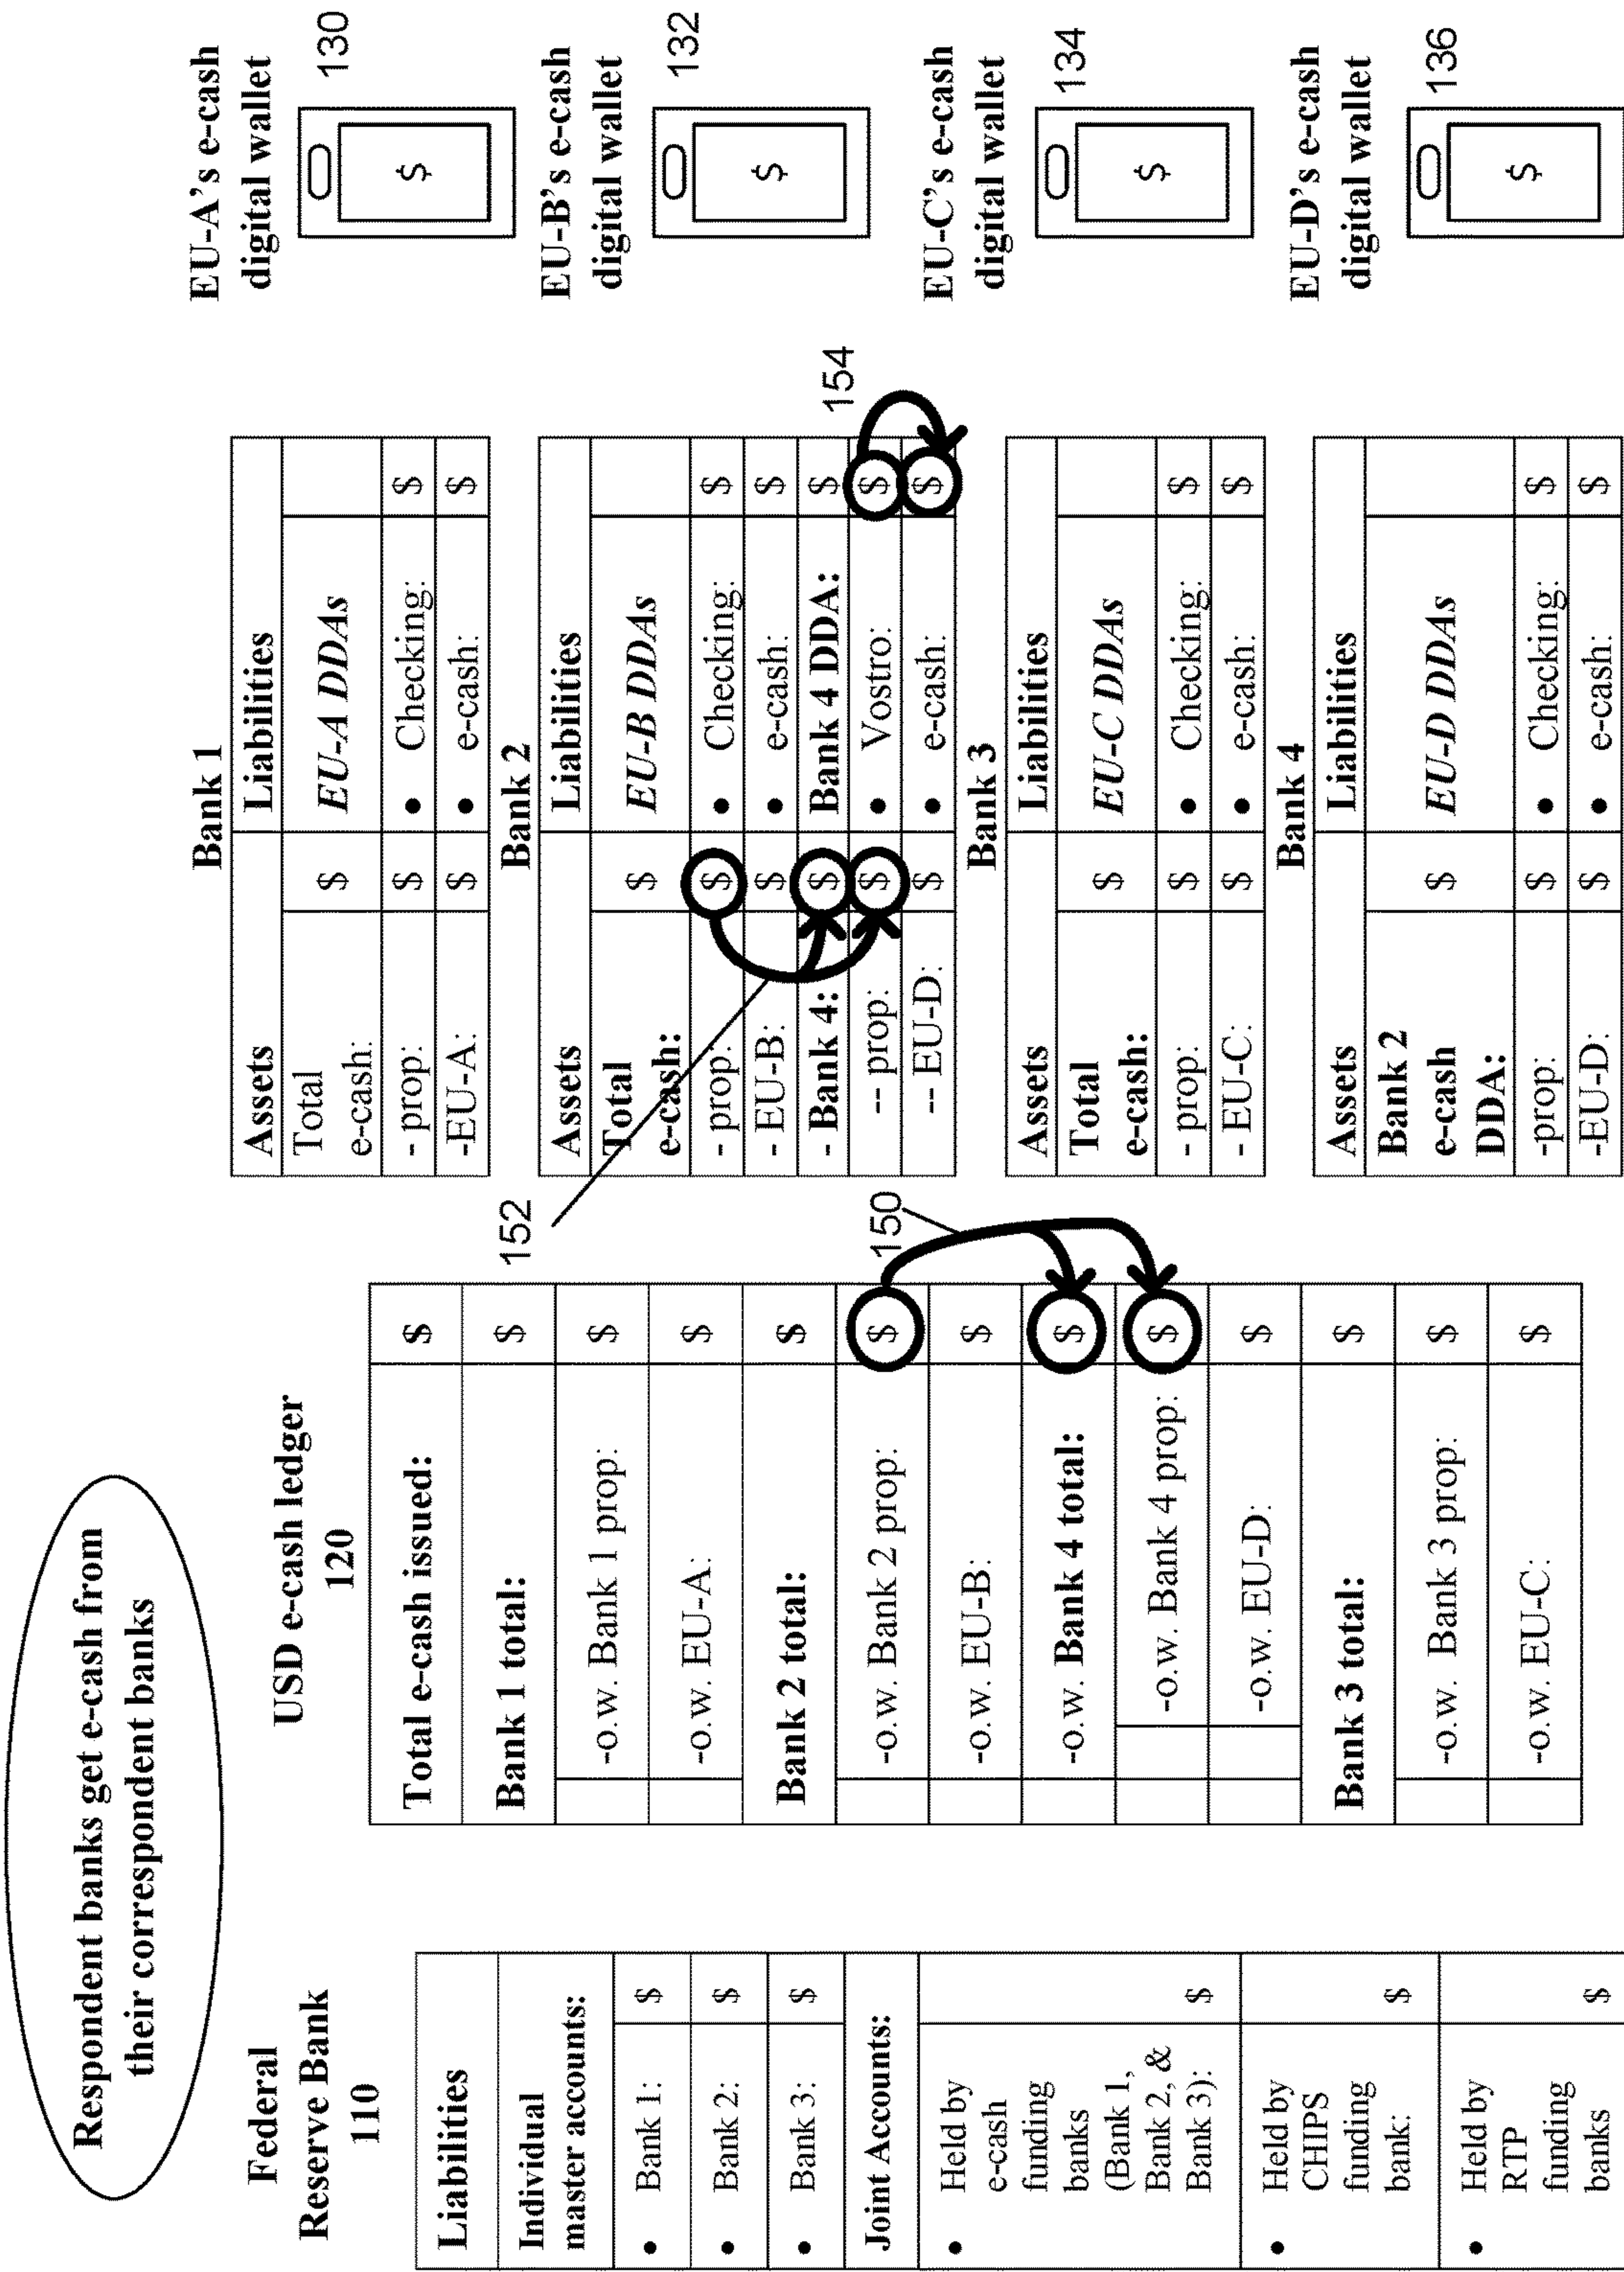 Respondent banks get e-cash from
their correspondent banks
Federal
Reserve Bank
110
Liabilities
Individual
master accounts:
• Bank 1: $
• Bank 2: $
• Bank 3: $
Joint Accounts:
• Held by
e-cash
funding
banks
(Bank 1,
Bank 2, &
Bank 3): $
• Held by
CHIPS
funding
bank: $
• Held by
RTP
funding
banks $
USD e-cash ledger
120
Total e-cash issued: $
Bank 1 total: $
-o.w. Bank 1 prop: $
-o.w. EU-A: $
Bank 2 total: $
-o.w. Bank 2 prop: $
-o.w. EU-B: $
-o.w. Bank 4 total: $
-o.w. Bank 4 prop: $
-o.w. EU-D: $
Bank 3 total: $
-o.w. Bank 3 prop: $
-o.w. EU-C: $
150
152
Bank 1
Assets Liabilities
Total
e-cash: $ EU-A DDAs
- prop: $ • Checking: $
-EU-A: $ • e-cash: $
Bank 2
Assets Liabilities
Total
e-cash: $ EU-B DDAs
- prop: $ • Checking: $
- EU-B: $ • e-cash: $
- Bank 4: $ Bank 4 DDA: $
-- prop: $ • Vostro: $
-- EU-D: $ • e-cash: $
154
Bank 3
Assets Liabilities
Total
e-cash: $ EU-C DDAs
- prop: $ • Checking: $
- EU-C: $ • e-cash: $
Bank 4
Assets Liabilities
Bank 2
e-cash
DDA: $ EU-D DDAs
-prop: $ • Checking: $
-EU-D: $ • e-cash: $
EU-A's e-cash
digital wallet
$
130
EU-B's e-cash
digital wallet
$
132
EU-C's e-cash
digital wallet
$
134
EU-D's e-cash
digital wallet
$
136